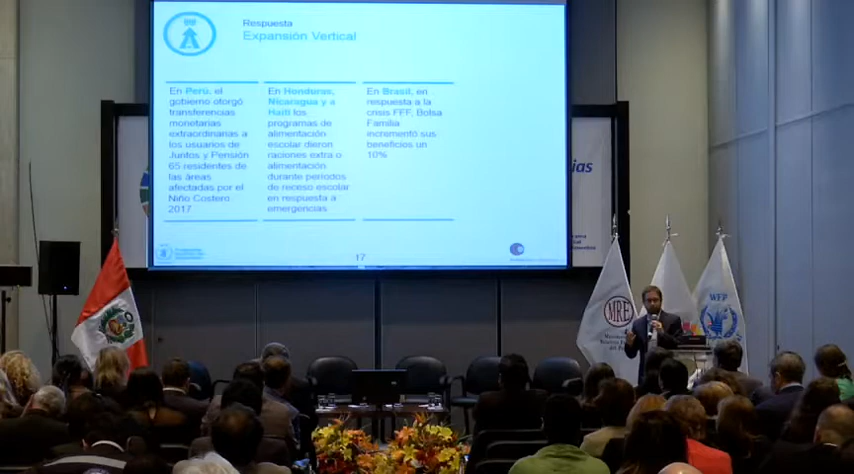 Respuesta
Expansión Vertical
En Perú, el
gobierno otorgó
transferencias
monetarias
extraordinarias a
los usuarios de
Juntos y Pensión
65 residentes de
las áreas
afectadas por el
Niño Costero
2017
En Honduras,
Nicaragua y a
Haití los
programas de
alimentación
escolar dieron
raciones extra o
alimentación
durante períodos
de receso escolar
en respuesta a
emergencias
En Brasil, en
respuesta a la
crisis FFF, Bolsa
Familia
incrementó sus
beneficios un
10%
17
ias
MRE
WFP